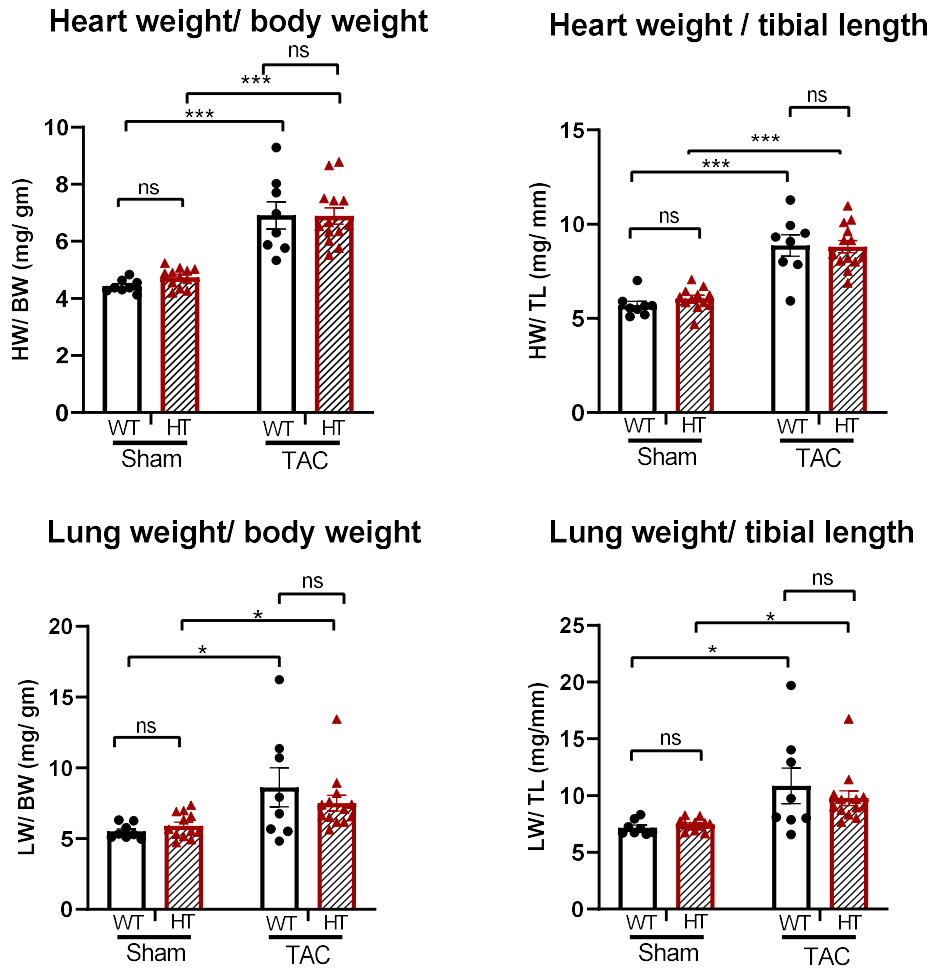 Heart weight/ body weight
ns
***
***
ns
10
8
6
4
2
0
HW/ BW (mg/ gm)
WT HT WT HT
Sham TAC
Heart weight / tibial length
ns
***
***
ns
15
10
5
0
HW/ TL (mg/ mm)
WT HT WT HT
Sham TAC
Lung weight/ body weight
ns
*
*
ns
20
15
10
5
0
LW/ BW (mg/ gm)
WT HT WT HT
Sham TAC
Lung weight/ tibial length
ns
*
*
ns
25
20
15
10
5
0
LW/ TL (mg/mm)
WT HT WT HT
Sham TAC